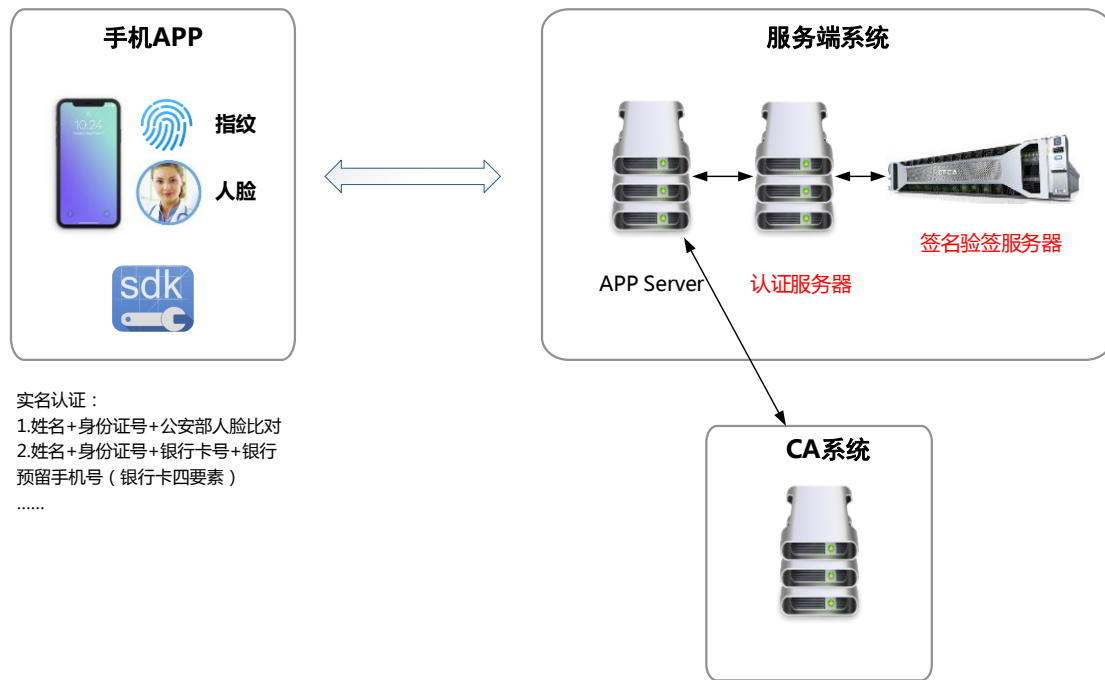 手机APP
服务端系统
10:24
指纹
人脸
sdk
CFCA
签名验签服务器
APP Server
认证服务器
实名认证：
1.姓名+身份证号+公安部人脸比对
2.姓名+身份证号+银行卡号+银行
预留手机号（银行卡四要素）
......
CA系统